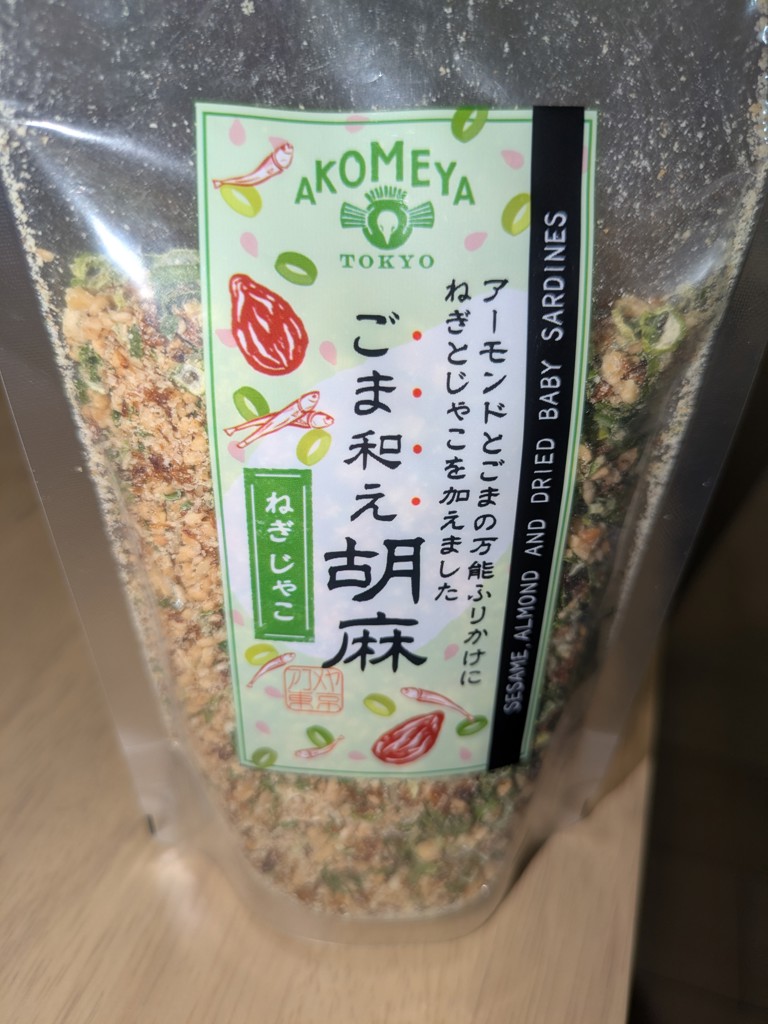 AKOMEYA
TOKYO
アーモンドとごまの万能ふりかけに
ねぎとじゃこを加えました
ごま和え胡麻
ねぎじゃこ
SESAME, ALMOND AND DRIED BABY SARDINES